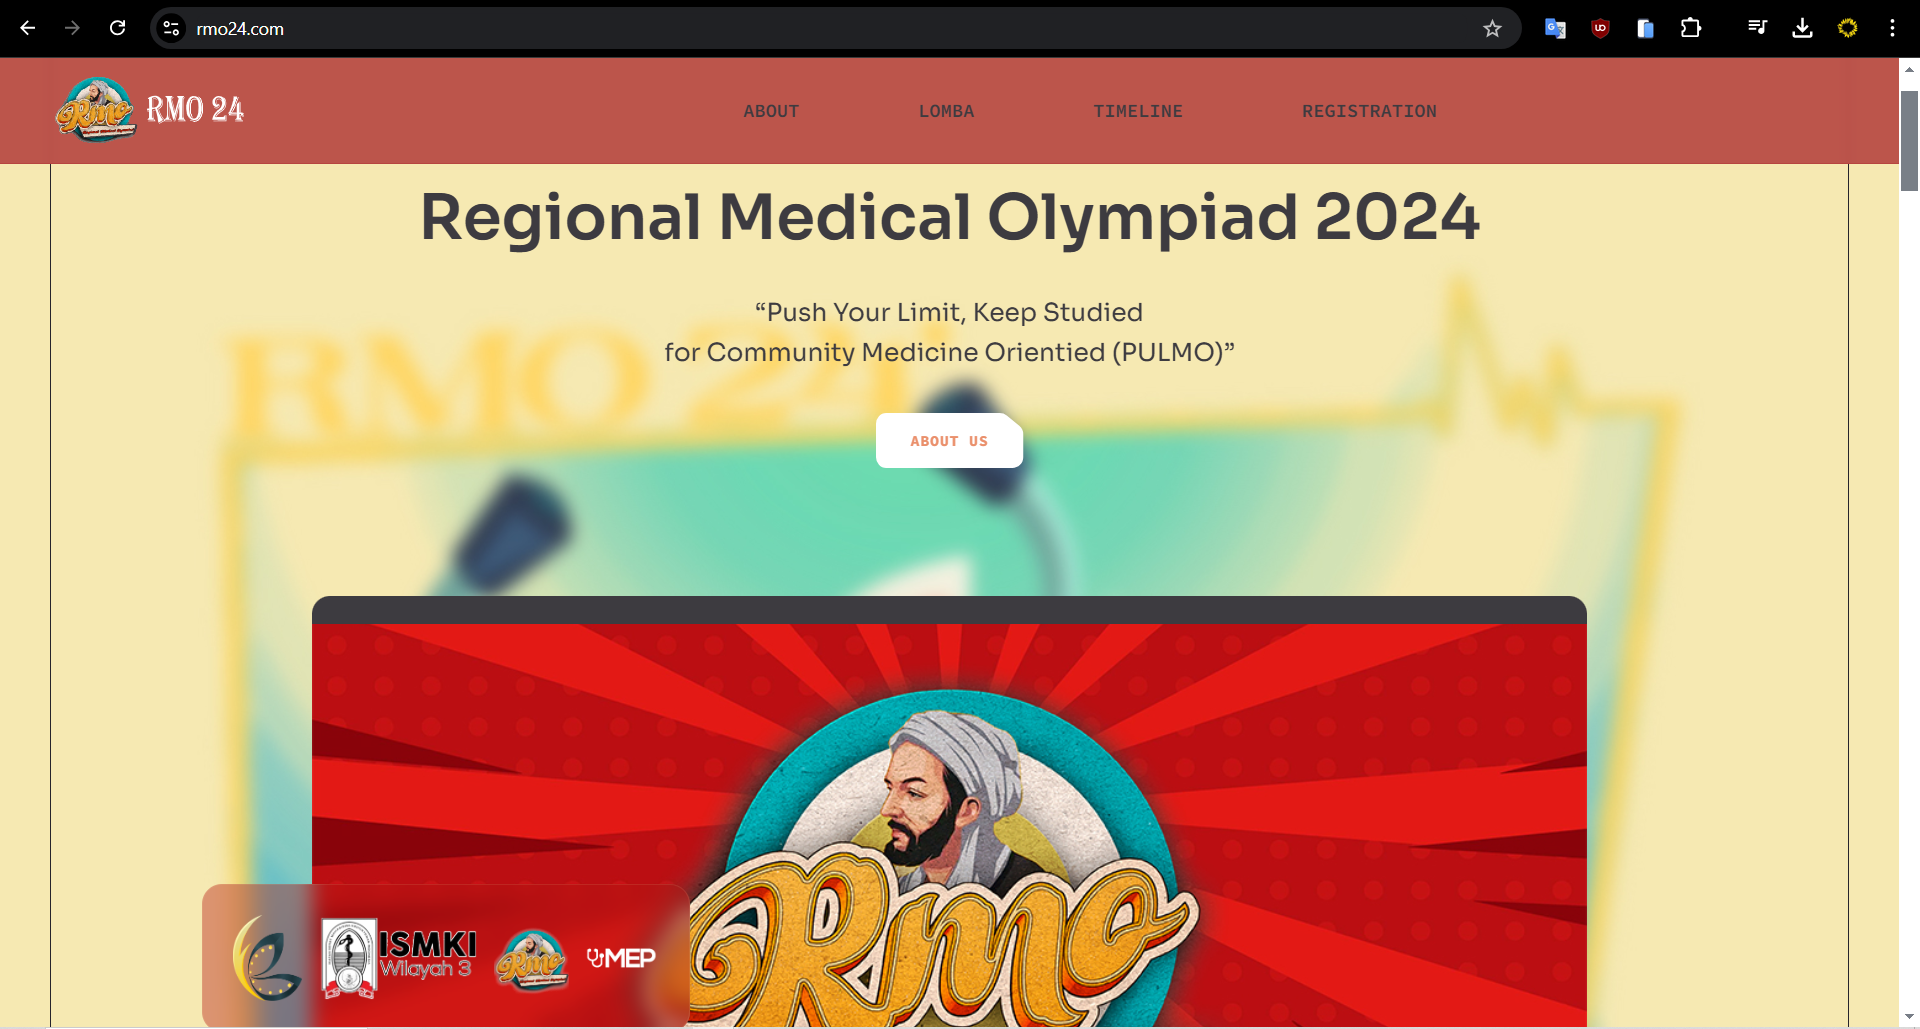 rmo24.com
RMO 24
ABOUT
LOMBA
TIMELINE
REGISTRATION
Regional Medical Olympiad 2024
“Push Your Limit, Keep Studied
for Community Medicine Orientied (PULMO)”
RMO 24
ABOUT US
Rmo
ISMKI
Wilayah 3
Rmo
MEP